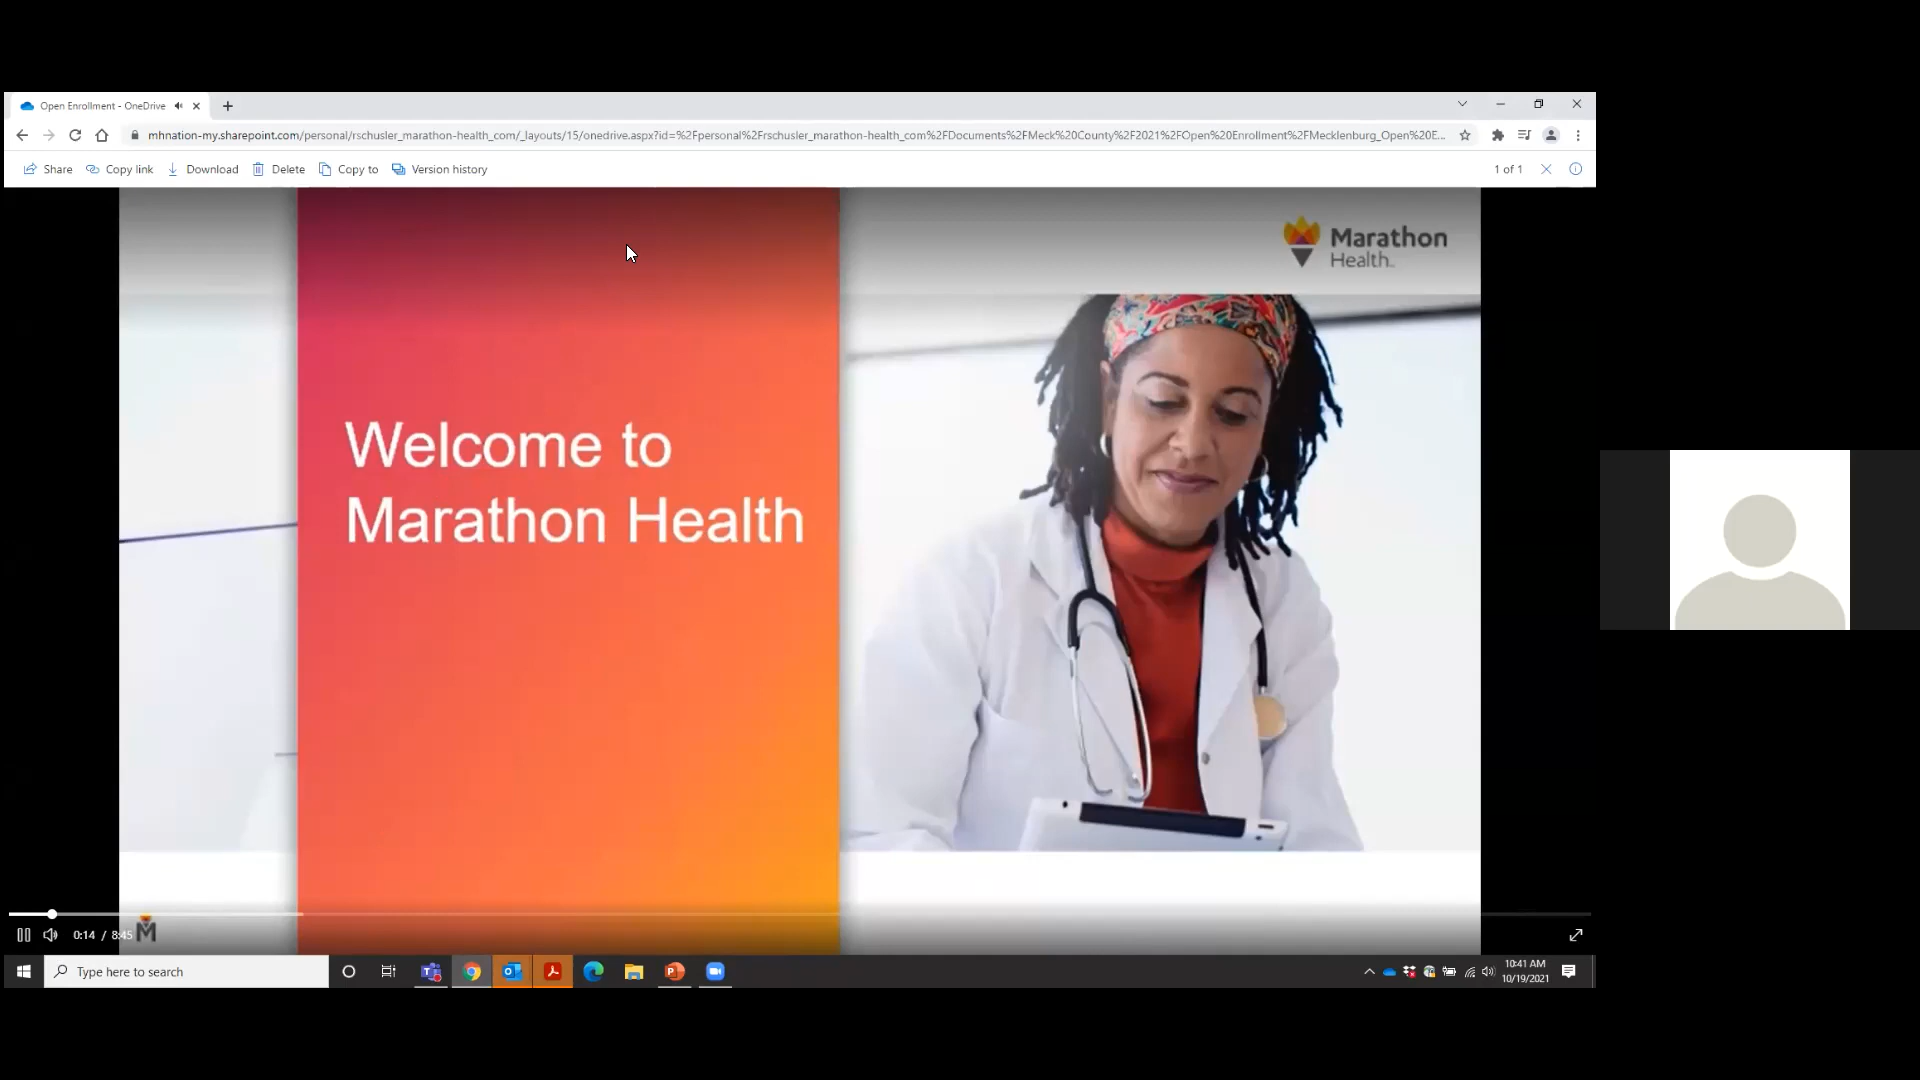 Open Enrollment - OneDrive
mhnation-my.sharepoint.com/personal/rschusler_marathon-health_com/_layouts/15/onedrive.aspx?id=%2Fpersonal%2Frschusler_marathon-health_com%2FDocuments%2FMeck%20County%2F2021%2FOpen%20Enrollment%2FMecklenburg_Open%20E...
Share Copy link Download Delete Copy to Version history 1 of 1
Marathon
Health
Welcome to
Marathon Health
0:14 / 8:45
Type here to search
10:41 AM
10/19/2021